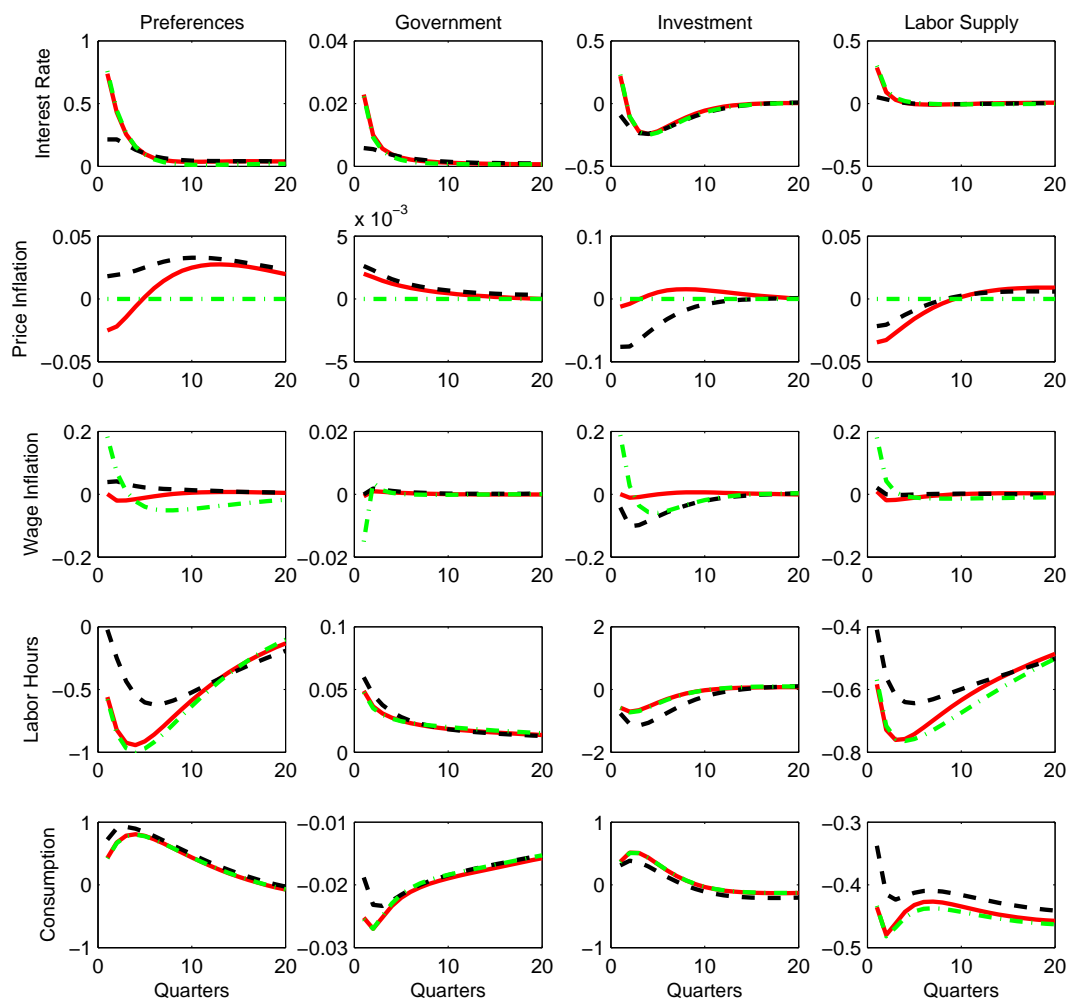 Preferences Government Investment Labor Supply
1 0.04 0.5 0.5
Interest Rate
0.5 0.02 0 0
0 0 −0.5 −0.5
0 10 20 0 10 20 0 10 20 0 10 20
x 10−3
0.05 5 0.1 0.05
Price Inflation
0 0 0 0
−0.05 −5 −0.1 −0.05
0 10 20 0 10 20 0 10 20 0 10 20
0.2 0.02 0.2 0.2
Wage Inflation
0 0 0 0
−0.2 −0.02 −0.2 −0.2
0 10 20 0 10 20 0 10 20 0 10 20
0 0.1 2 −0.4
Labor Hours
−0.5 0.05 0 −0.6
−1 0 −2 −0.8
0 10 20 0 10 20 0 10 20 0 10 20
1 −0.01 1 −0.3
Consumption
0 −0.02 0 −0.4
−1 −0.03 −1 −0.5
0 10 20 0 10 20 0 10 20 0 10 20
Quarters Quarters Quarters Quarters